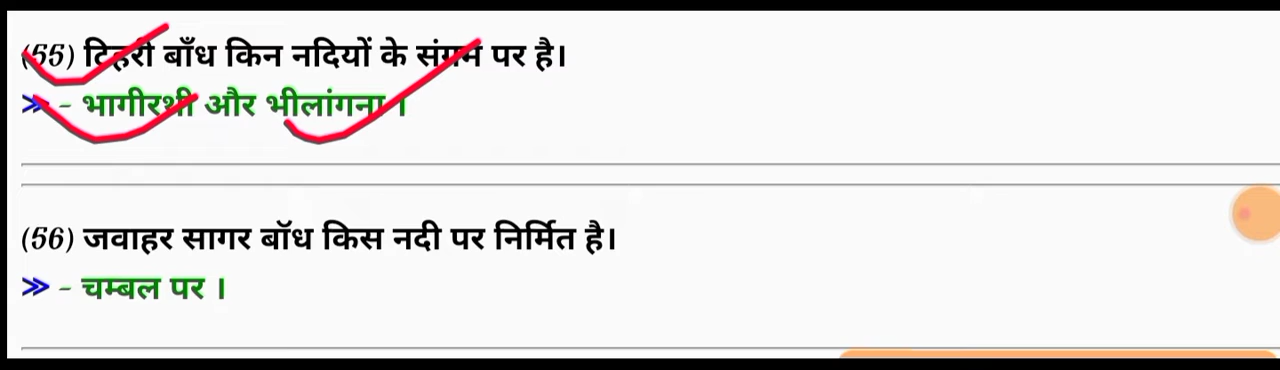 (55) टिहरी बाँध किन नदियों के संगम पर है।
≫ - भागीरथी और भीलांगना ।
(56) जवाहर सागर बॉध किस नदी पर निर्मित है।
≫ - चम्बल पर ।